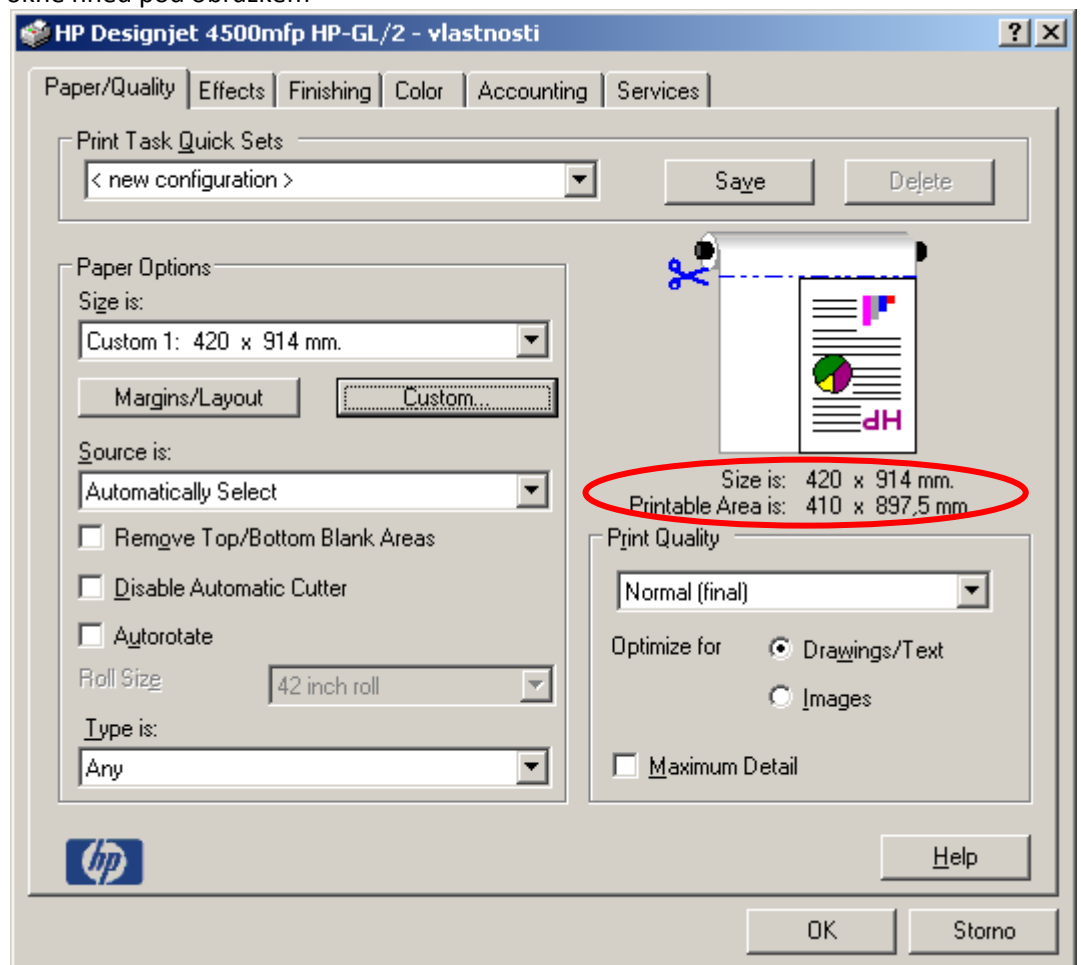 HP Designjet 4500mfp HP-GL/2 - vlastnosti
Paper/Quality Effects Finishing Color Accounting Services
Print Task Quick Sets
< new configuration > Save Delete
Paper Options
Size is:
Custom 1: 420 x 914 mm.
Margins/Layout Custom...
Source is:
Automatically Select
Remove Top/Bottom Blank Areas
Disable Automatic Cutter
Autorotate
Roll Size 42 inch roll
Type is:
Any
HP
Size is: 420 x 914 mm.
Printable Area is: 410 x 897,5 mm
Print Quality
Normal (final)
Optimize for Drawings/Text
Images
Maximum Detail
hp
Help
OK Storno